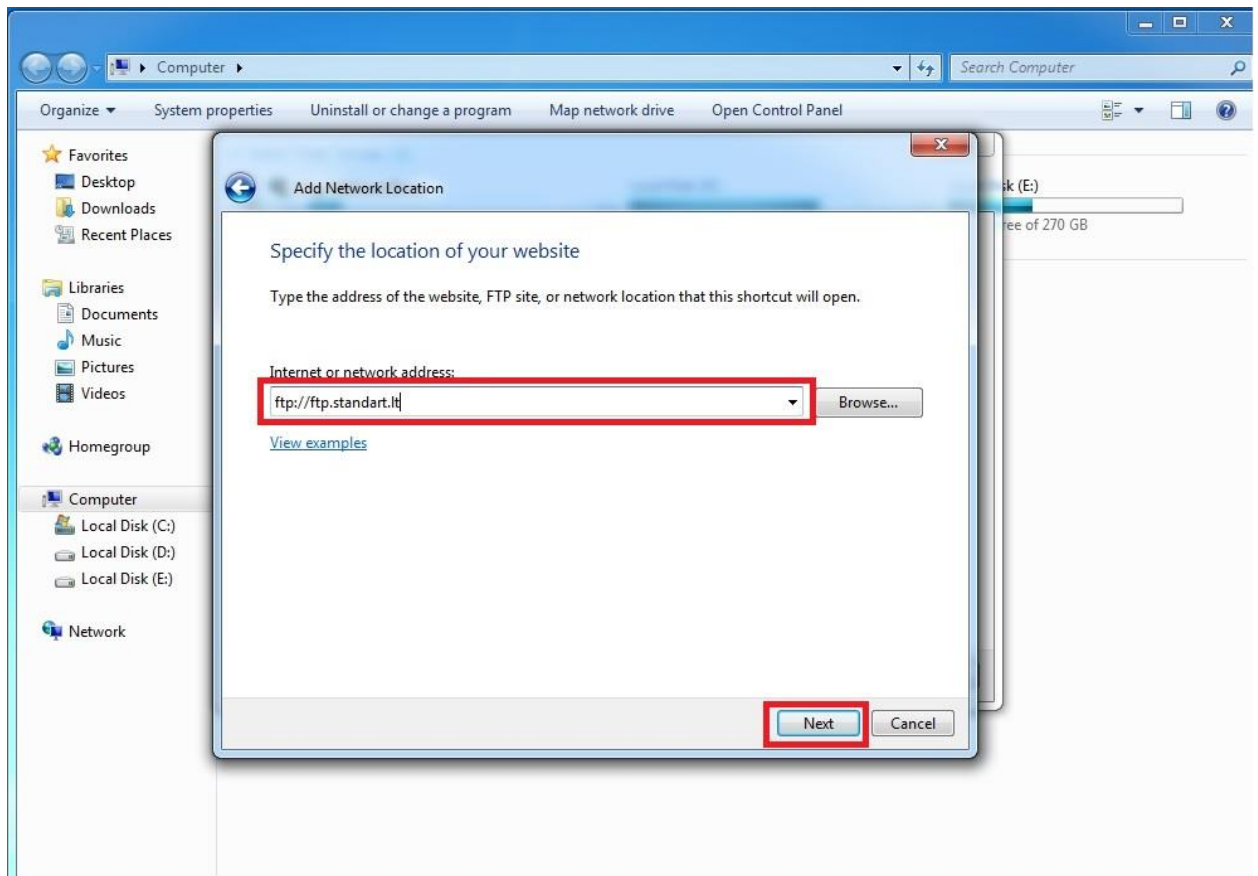 Computer
Search Computer
Organize System properties Uninstall or change a program Map network drive Open Control Panel
Favorites
Desktop
Downloads
Recent Places
Libraries
Documents
Music
Pictures
Videos
Homegroup
Computer
Local Disk (C:)
Local Disk (D:)
Local Disk (E:)
Network
Add Network Location
Specify the location of your website
Type the address of the website, FTP site, or network location that this shortcut will open.
Internet or network address:
ftp://ftp.standart.lt
Browse...
View examples
Next Cancel
sk (E:)
ree of 270 GB